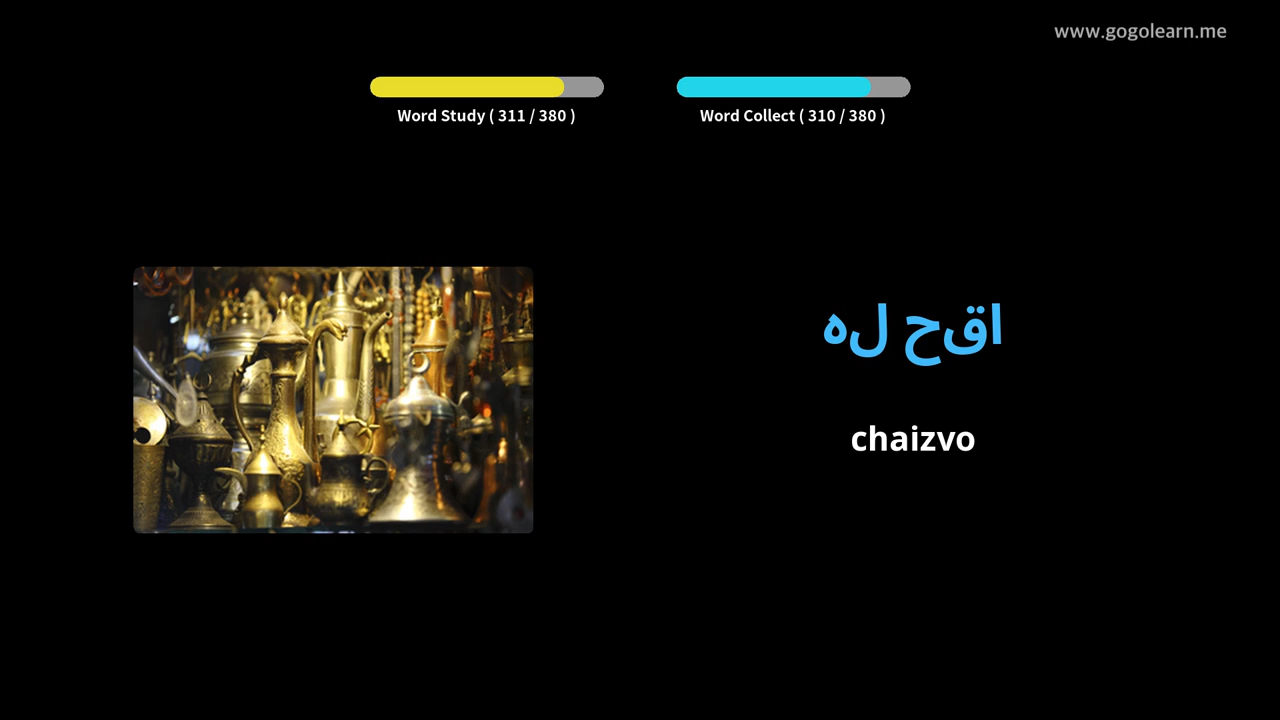 www.gogolearn.me
Word Study ( 311 / 380 )
Word Collect ( 310 / 380 )
اقح له
chaizvo